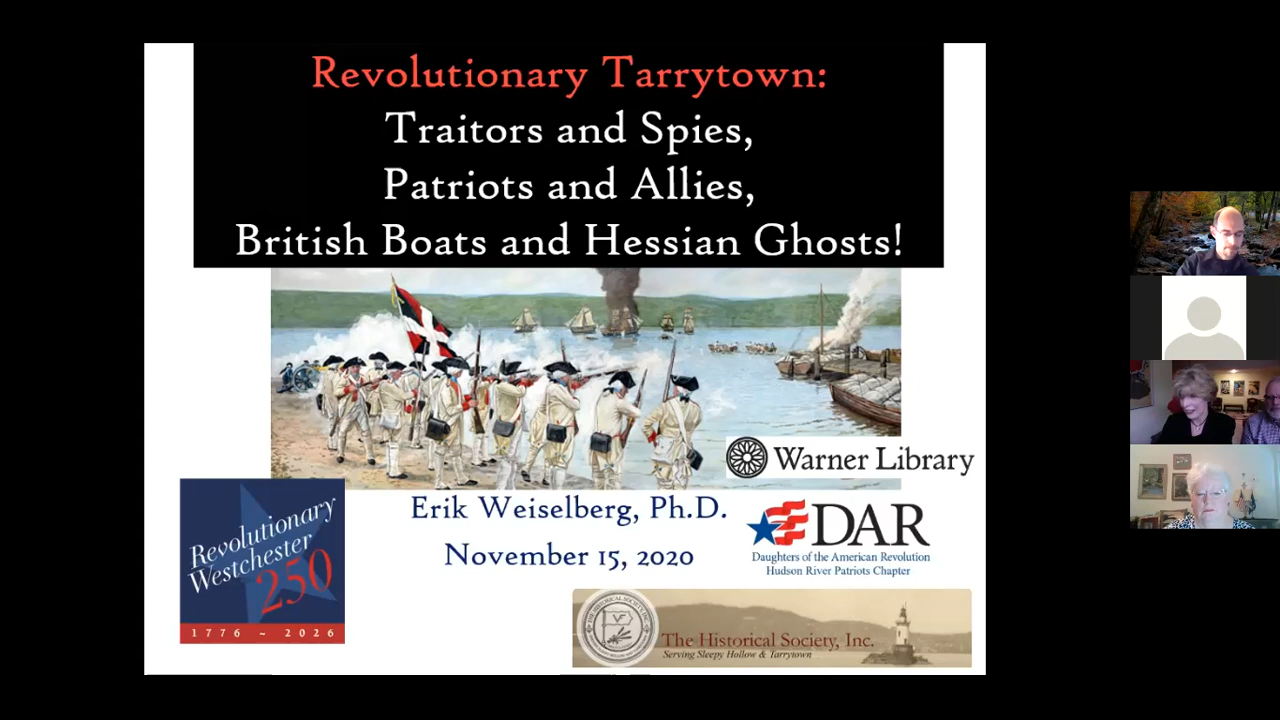 Revolutionary Tarrytown:
Traitors and Spies,
Patriots and Allies,
British Boats and Hessian Ghosts!
Warner Library
Erik Weiselberg, Ph.D.
November 15, 2020
DAR
Daughters of the American Revolution
Hudson River Patriots Chapter
Revolutionary
Westchester
250
1776 ~ 2026
The Historical Society, Inc.
Serving Sleepy Hollow & Tarrytown